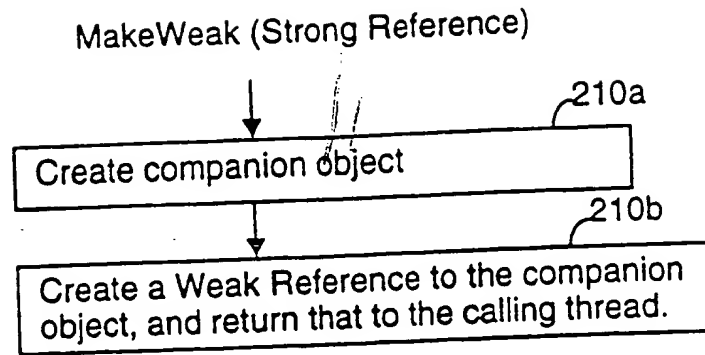 MakeWeak (Strong Reference)
210a
Create companion object
210b
Create a Weak Reference to the companion
object, and return that to the calling thread.